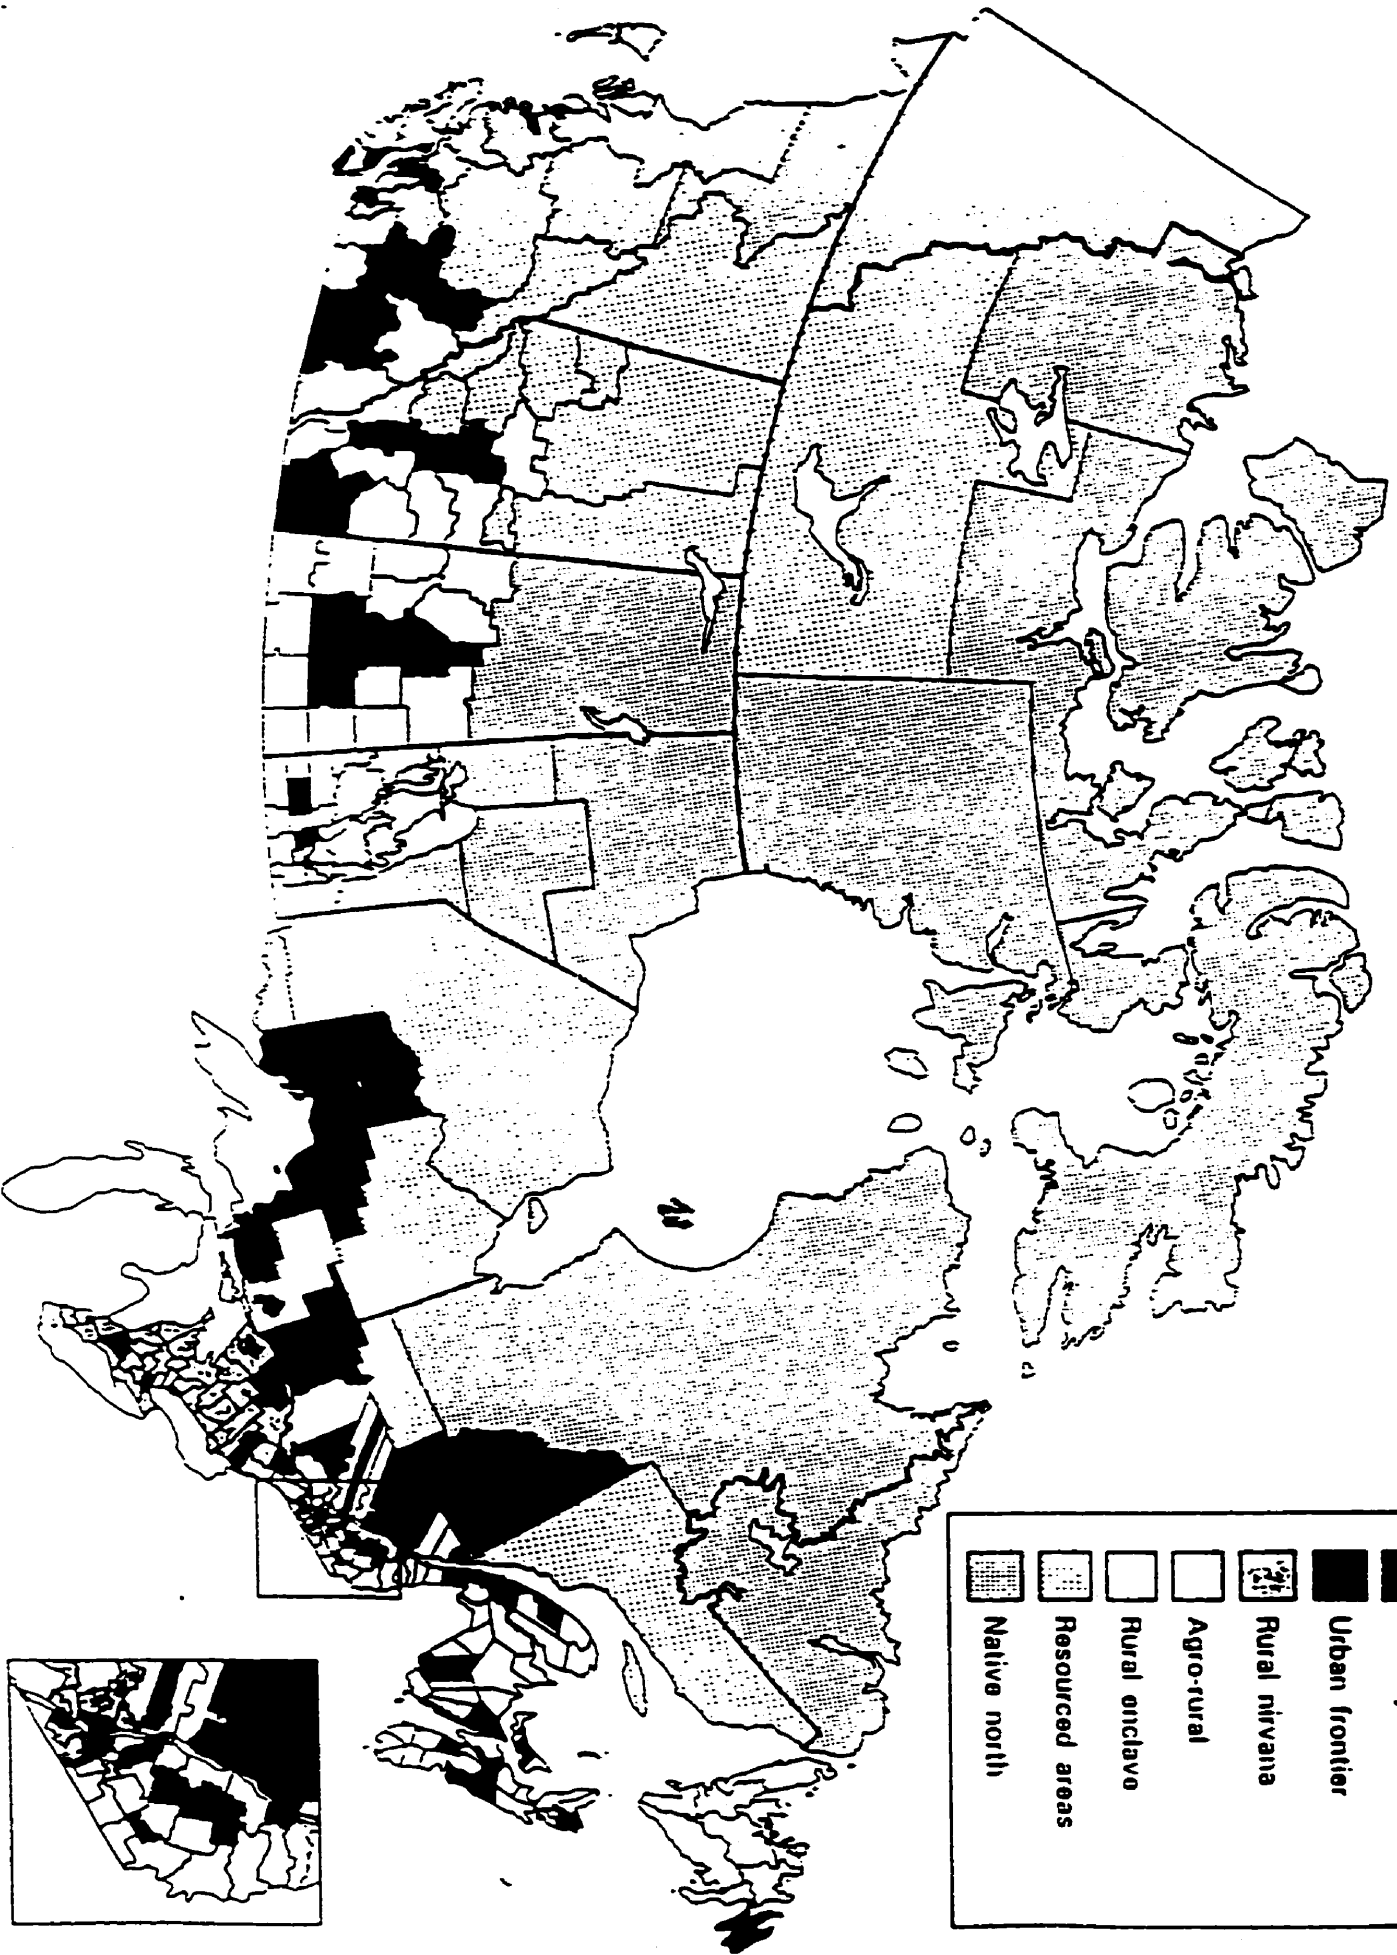 Urban frontier
Rural nirvana
Agro-rural
Rural enclave
Resourced areas
Native north